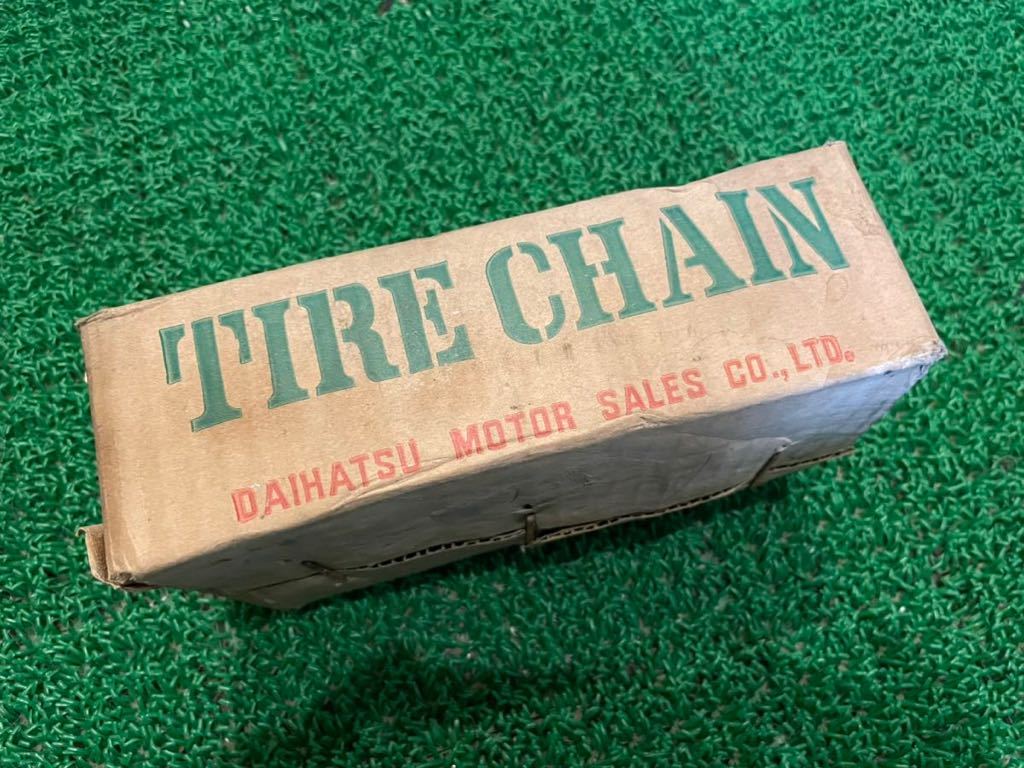 TIRE CHAIN
DAIHATSU MOTOR SALES CO., LTD.